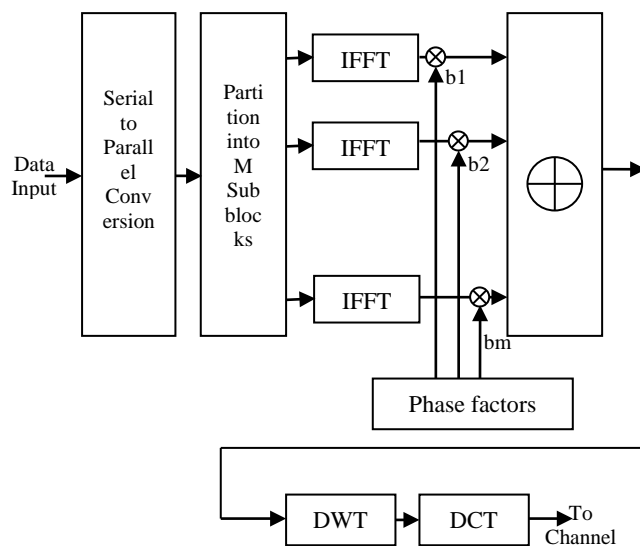 Data
Input
Serial
to
Parall
el
Conv
ersion
Parti
tion
into
M
Sub
bloc
ks
IFFT
b1
IFFT
b2
IFFT
bm
Phase factors
DWT
DCT
To
Channel